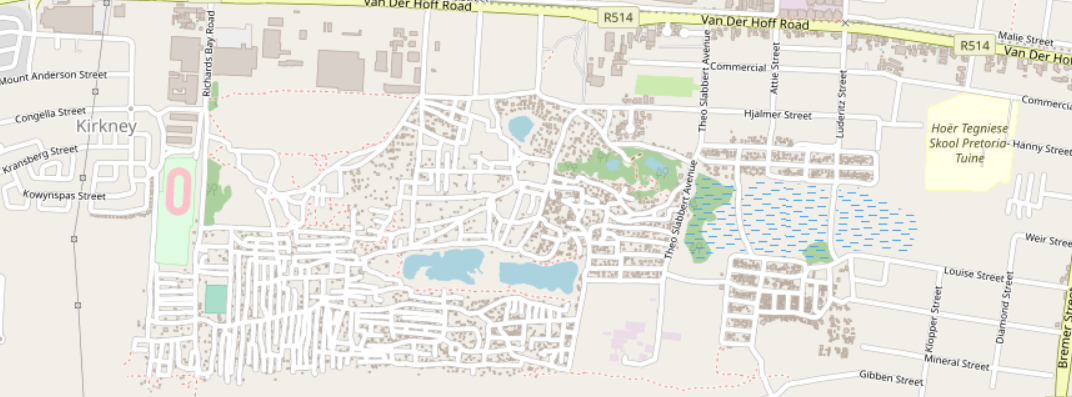 Van Der Hoff Road
R514
Van Der Hoff Road
Malie Street
R514
Van Der Ho
Richards Bay Road
Mount Anderson Street
Congella Street
Kirkney
Kransberg Street
Kowynspas Street
Theo Slabbert Avenue
Commercial
Attie Street
Luderitz Street
Hjalmer Street
Commercia
Hoër Tegniese
Skool Pretoria-
Tuine
Hanny Street
Theo Slabbert Avenue
Weir Stree
Louise Street
Klopper Street
Diamond Street
Bremer Street
Mineral Street
Gibben Street